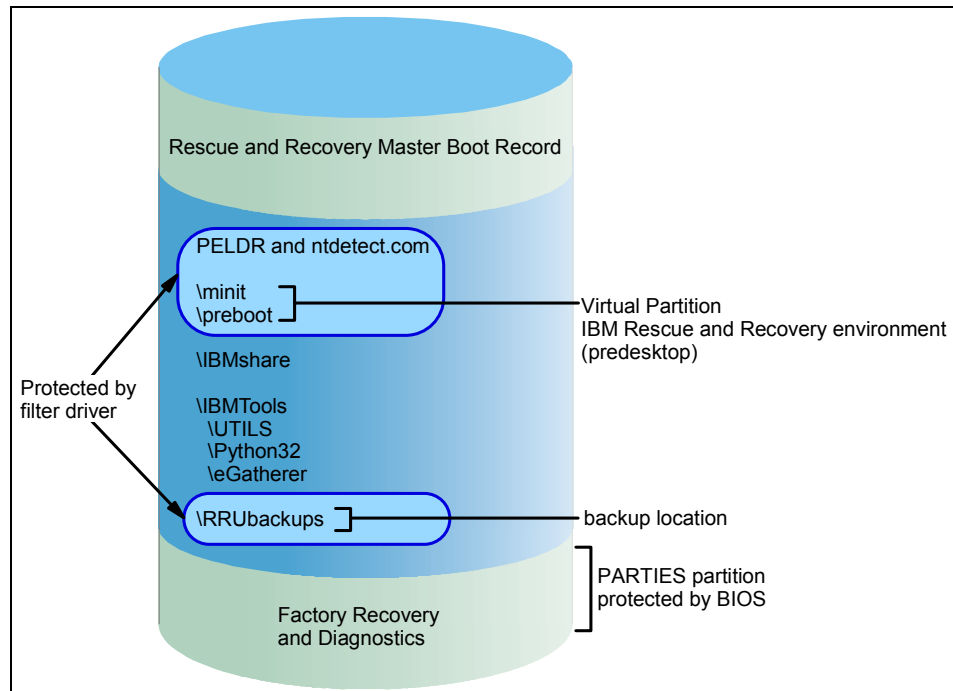 Rescue and Recovery Master Boot Record
PELDR and ntdetect.com
\minit
\preboot
Virtual Partition
IBM Rescue and Recovery environment
(predesktop)
\IBMshare
Protected by
filter driver
\IBMTools
\UTILS
\Python32
\eGatherer
\RRUbackups
backup location
PARTIES partition
protected by BIOS
Factory Recovery
and Diagnostics